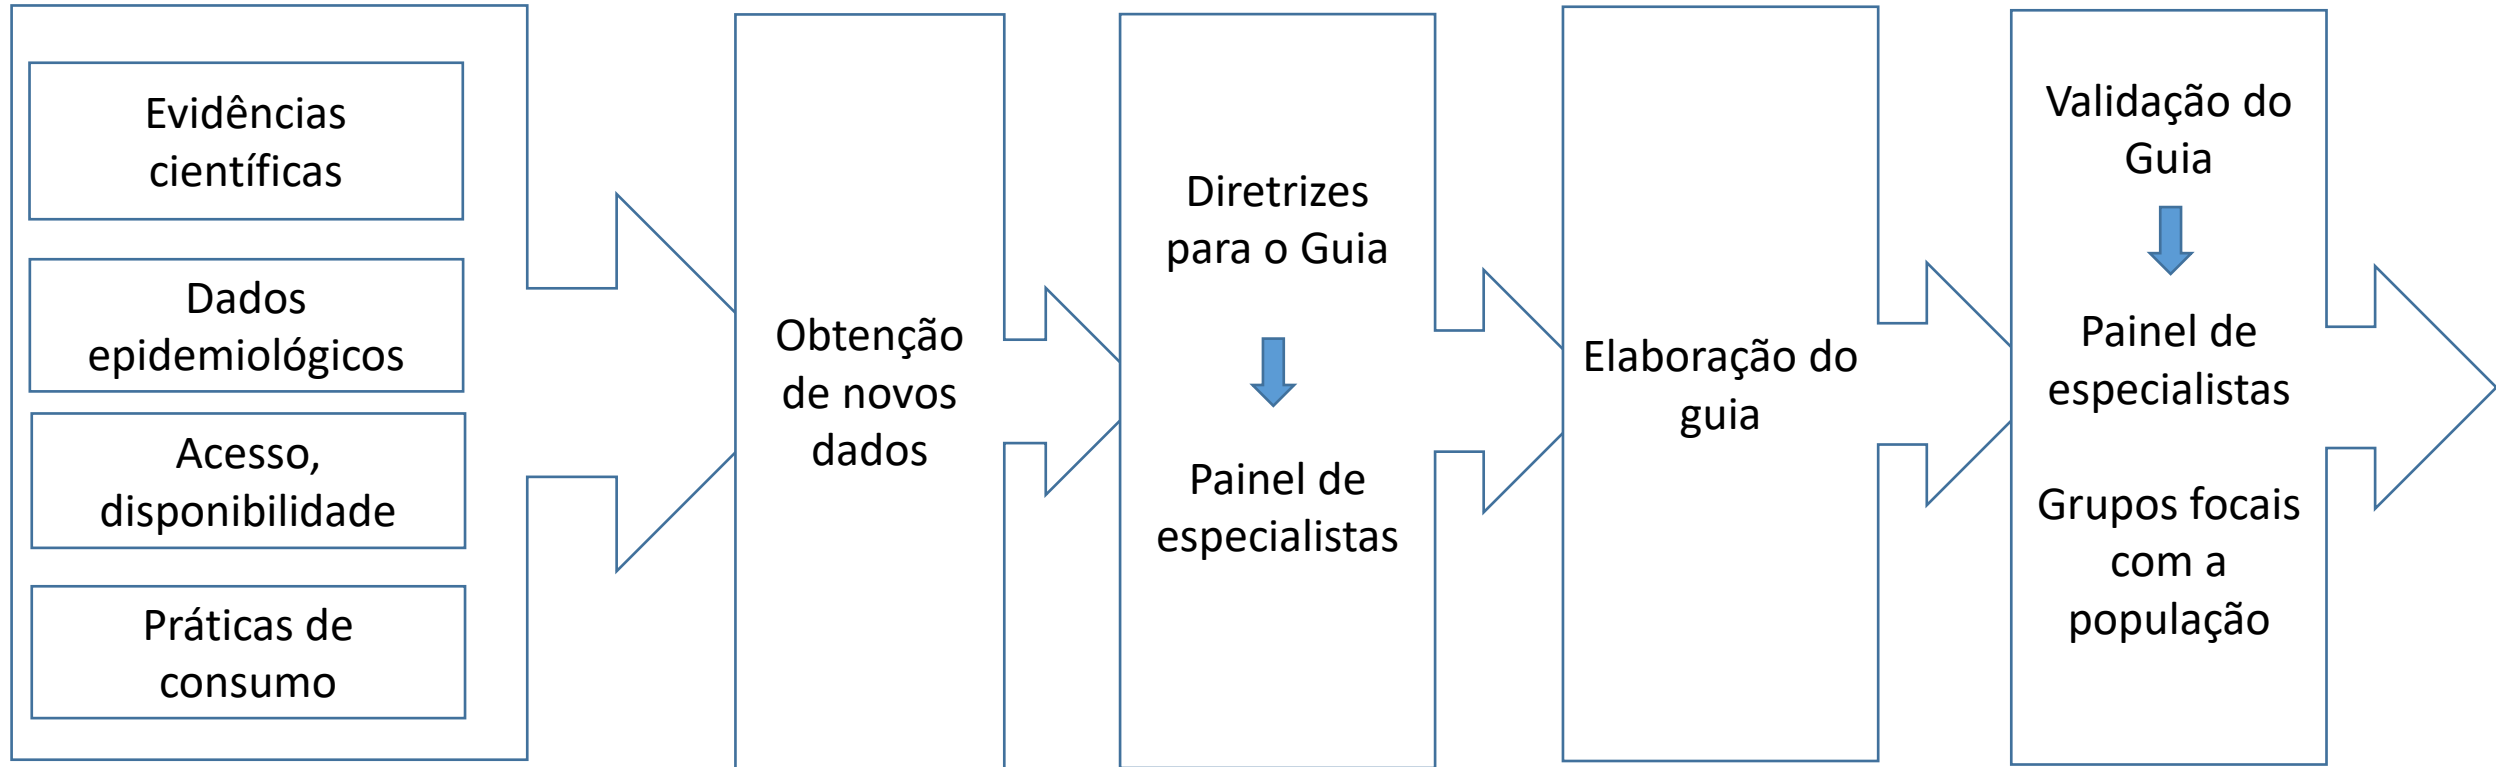 Evidências
científicas
Dados
epidemiológicos
Acesso,
disponibilidade
Práticas de
consumo
Obtenção
de novos
dados
Diretrizes
para o Guia
Painel de
especialistas
Elaboração do
guia
Validação do
Guia
Painel de
especialistas
Grupos focais
com a
população